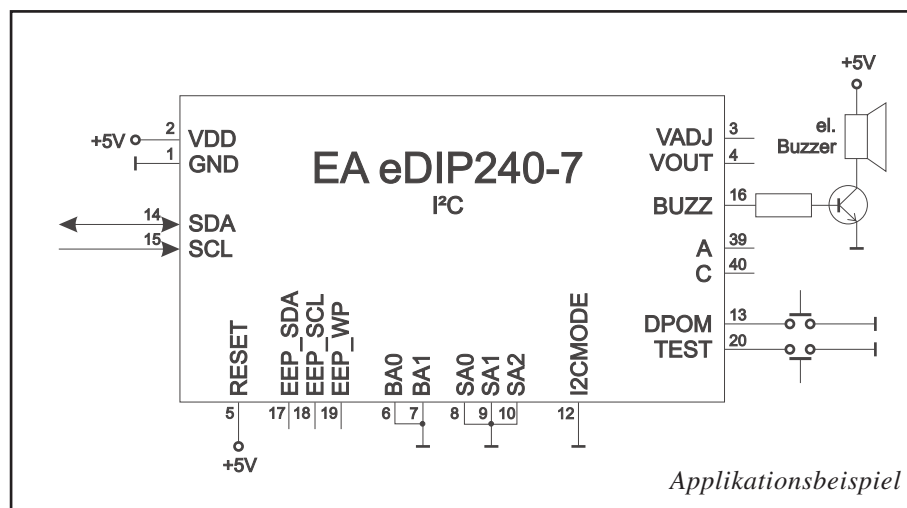 +5V
el.
Buzzer
EA eDIP240-7
I²C
+5V 2 VDD
1 GND
14 SDA
15 SCL
VADJ 3
VOUT 4
BUZZ 16
A 39
C 40
DPOM 13
TEST 20
RESET
EEP_SDA
EEP_SCL
EEP_WP
BA0
BA1
SA0
SA1
SA2
I2CMODE
5 17 18 19 6 7 8 9 10 12
+5V
Applikationsbeispiel